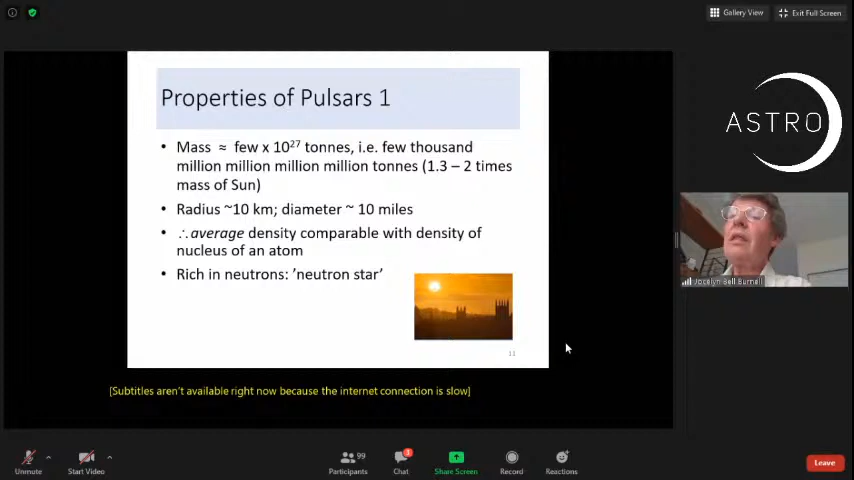 Gallery View
Exit Full Screen
Properties of Pulsars 1
• Mass ≈ few x 10²⁷ tonnes, i.e. few thousand
million million million million tonnes (1.3 – 2 times
mass of Sun)
• Radius ~10 km; diameter ~ 10 miles
• ∴ average density comparable with density of
nucleus of an atom
• Rich in neutrons: ’neutron star’
11
ASTRO
Jocelyn Bell Burnell
[Subtitles aren’t available right now because the internet connection is slow]
Unmute
Start Video
99
Participants
3
Chat
Share Screen
Record
Reactions
Leave